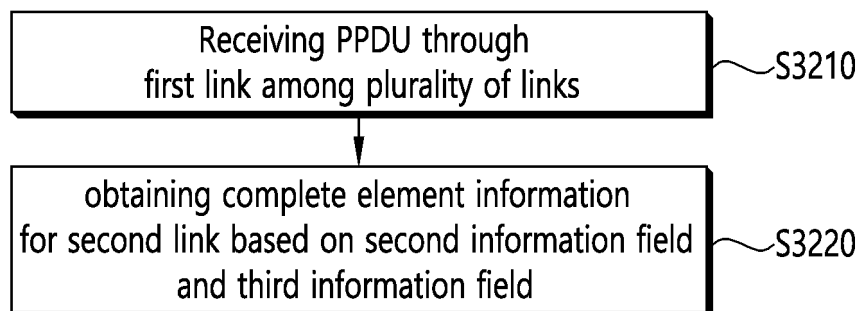 Receiving PPDU through
first link among plurality of links
S3210
obtaining complete element information
for second link based on second information field
and third information field
S3220